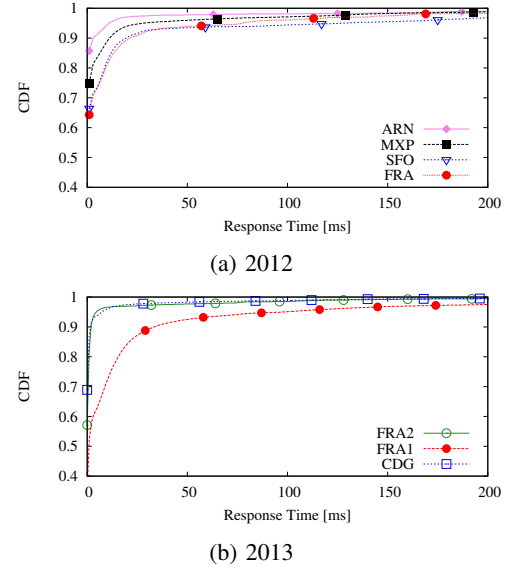 1
0.9
0.8
0.7
0.6
0.5
0.4
CDF
ARN
MXP
SFO
FRA
0 50 100 150 200
Response Time [ms]
(a) 2012
1
0.9
0.8
0.7
0.6
0.5
0.4
CDF
FRA2
FRA1
CDG
0 50 100 150 200
Response Time [ms]
(b) 2013